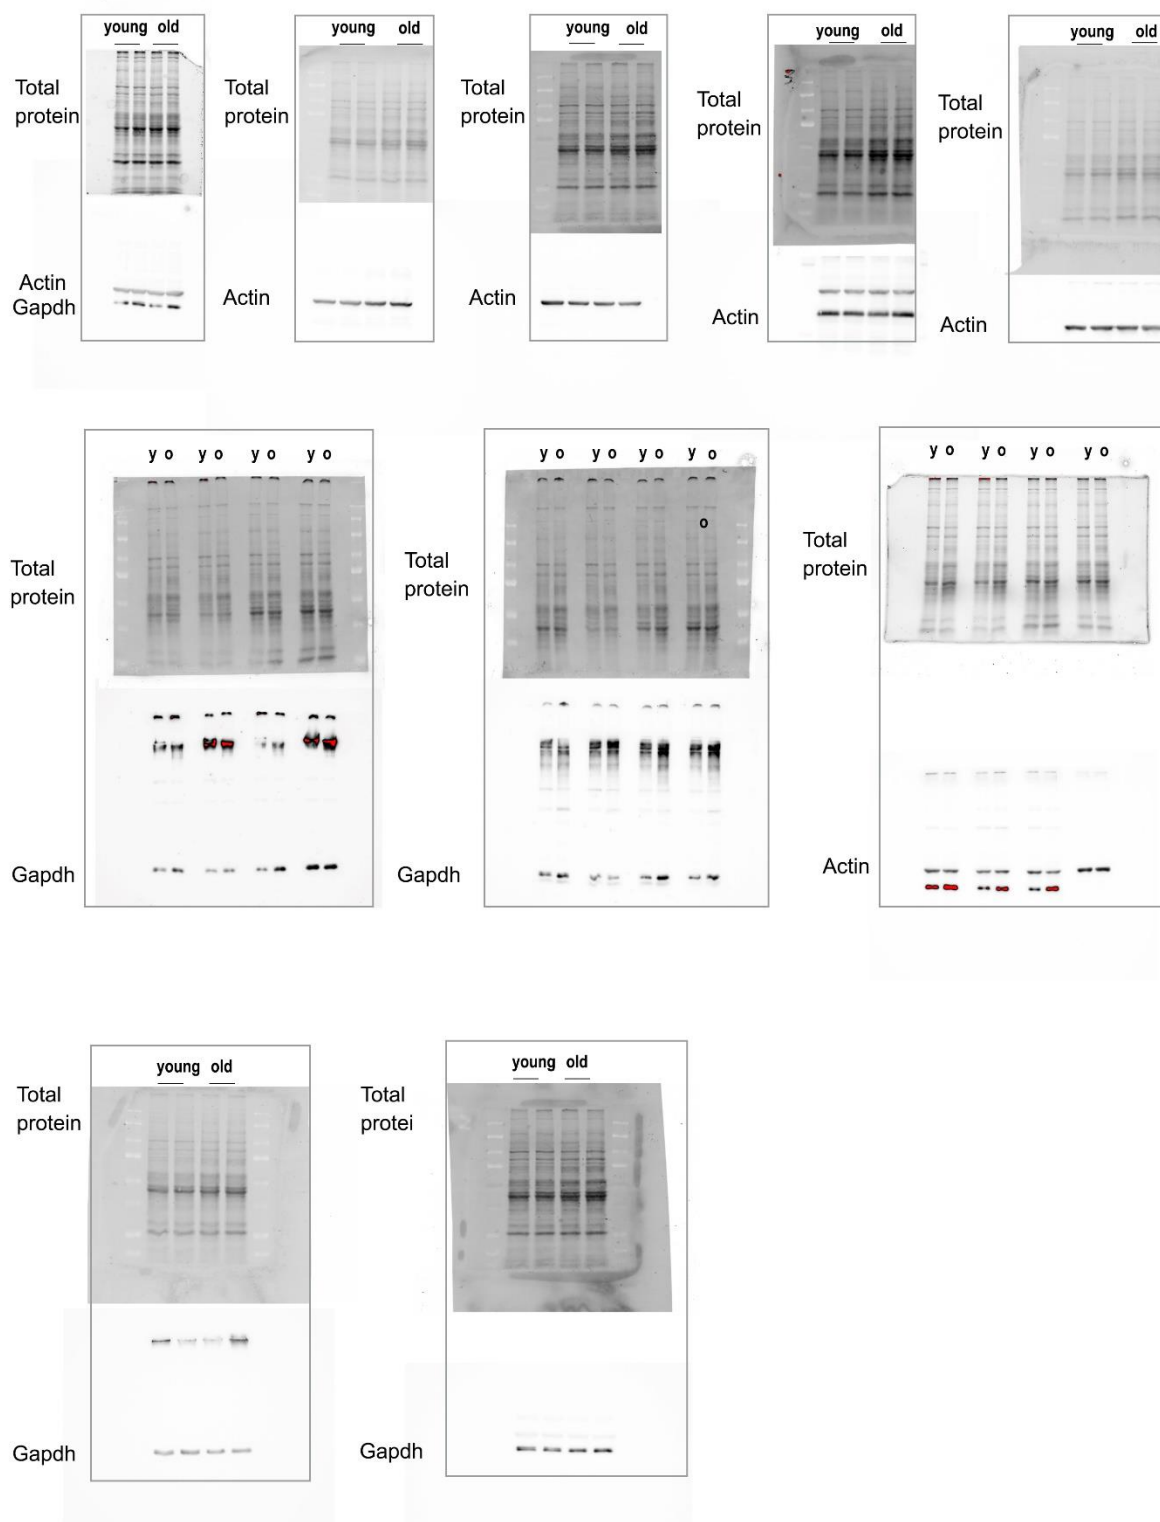 young old
Total
protein
Actin
Gapdh
young old
Total
protein
Actin
young old
Total
protein
Actin
young old
Total
protein
Actin
young old
Total
protein
Actin
y o y o y o y o
Total
protein
Gapdh
y o y o y o y o
o
Total
protein
Gapdh
y o y o y o y o
Total
protein
Actin
young old
Total
protein
Gapdh
young old
Total
protei
Gapdh